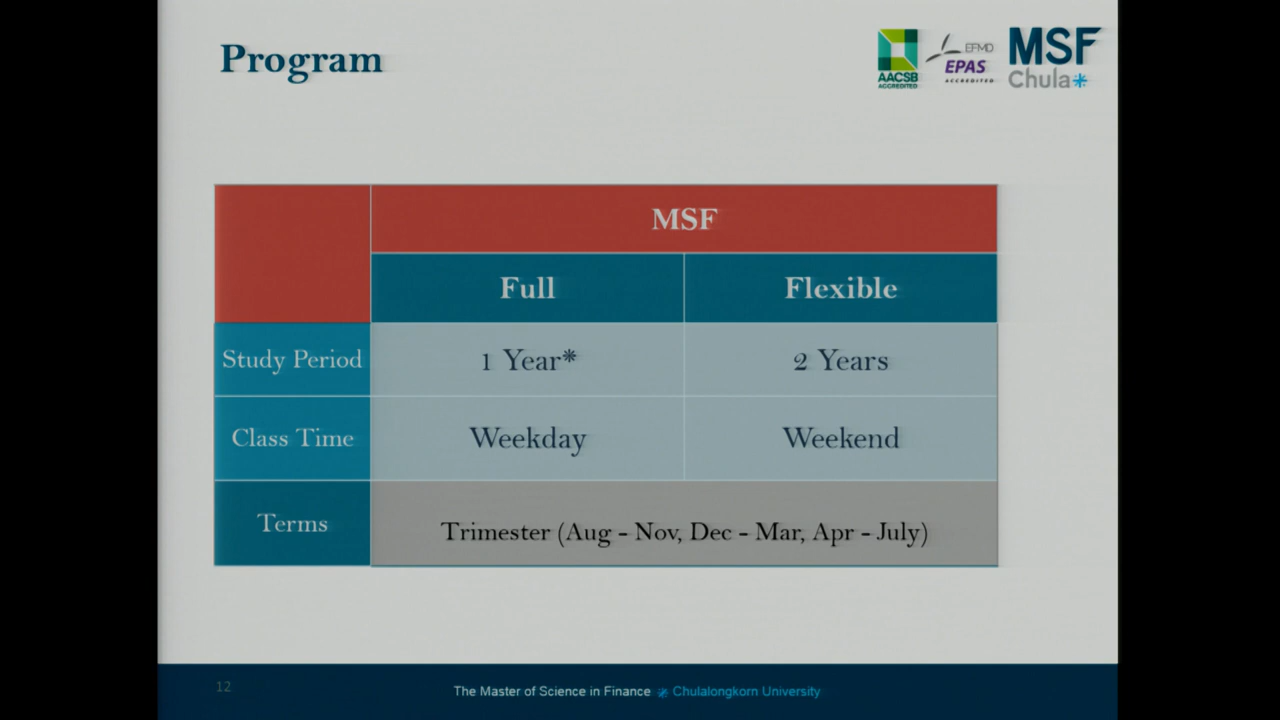 Program
AACSB
ACCREDITED
EFMD
EPAS
ACCREDITED
MSF
Chula
MSF
Full
Flexible
Study Period
1 Year*
2 Years
Class Time
Weekday
Weekend
Terms
Trimester (Aug - Nov, Dec - Mar, Apr - July)
12
The Master of Science in Finance Chulalongkorn University